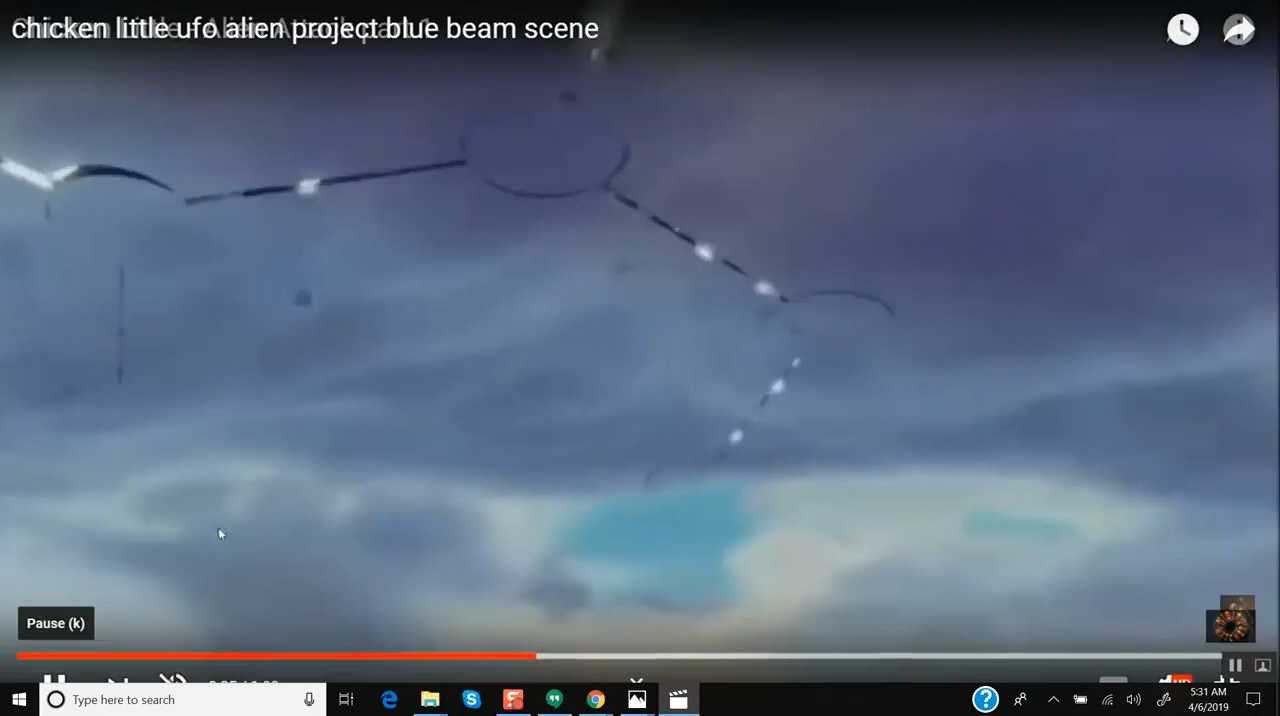 chicken little ufo alien project blue beam scene
Pause (k)
HD
Type here to search
5:31 AM
4/6/2019